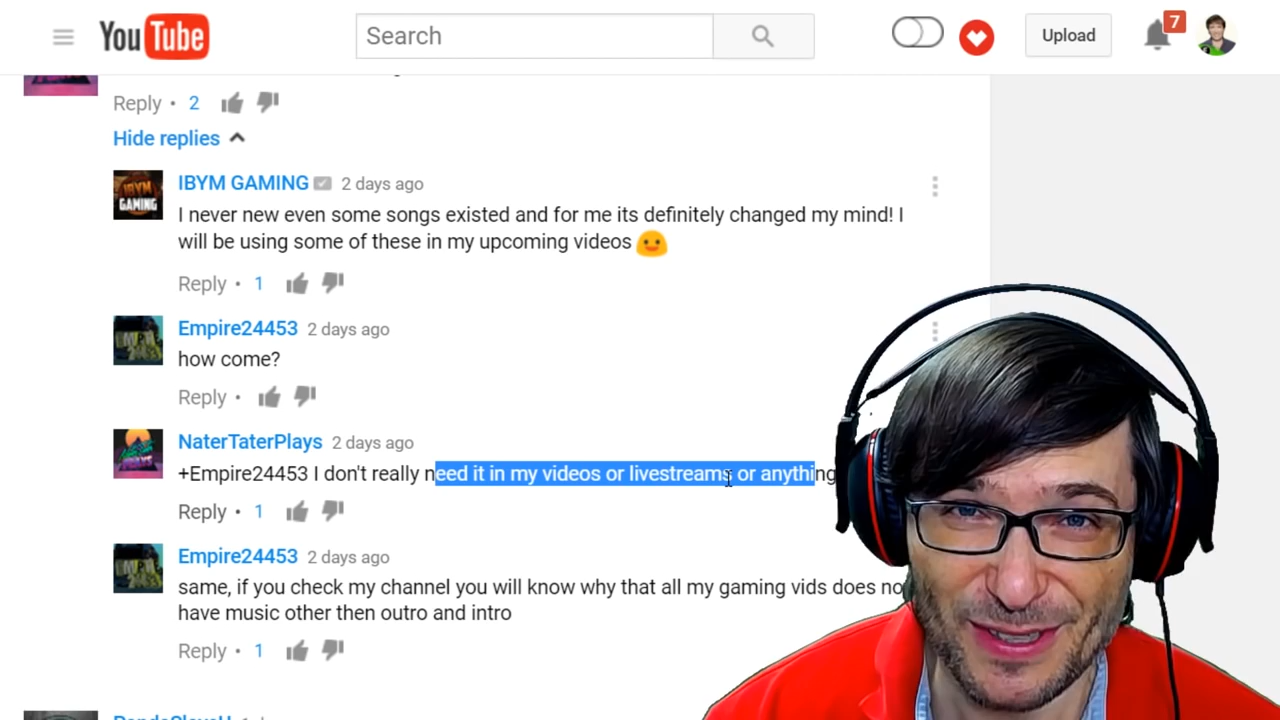 YouTube
Search
Upload
7
Reply • 2
Hide replies
IBYM GAMING 2 days ago
IBYM
GAMING
I never new even some songs existed and for me its definitely changed my mind! I
will be using some of these in my upcoming videos
Reply • 1
Empire24453 2 days ago
how come?
Reply •
NaterTaterPlays 2 days ago
+Empire24453 I don't really need it in my videos or livestreams or anything
Reply • 1
Empire24453 2 days ago
same, if you check my channel you will know why that all my gaming vids does no
have music other then outro and intro
Reply • 1